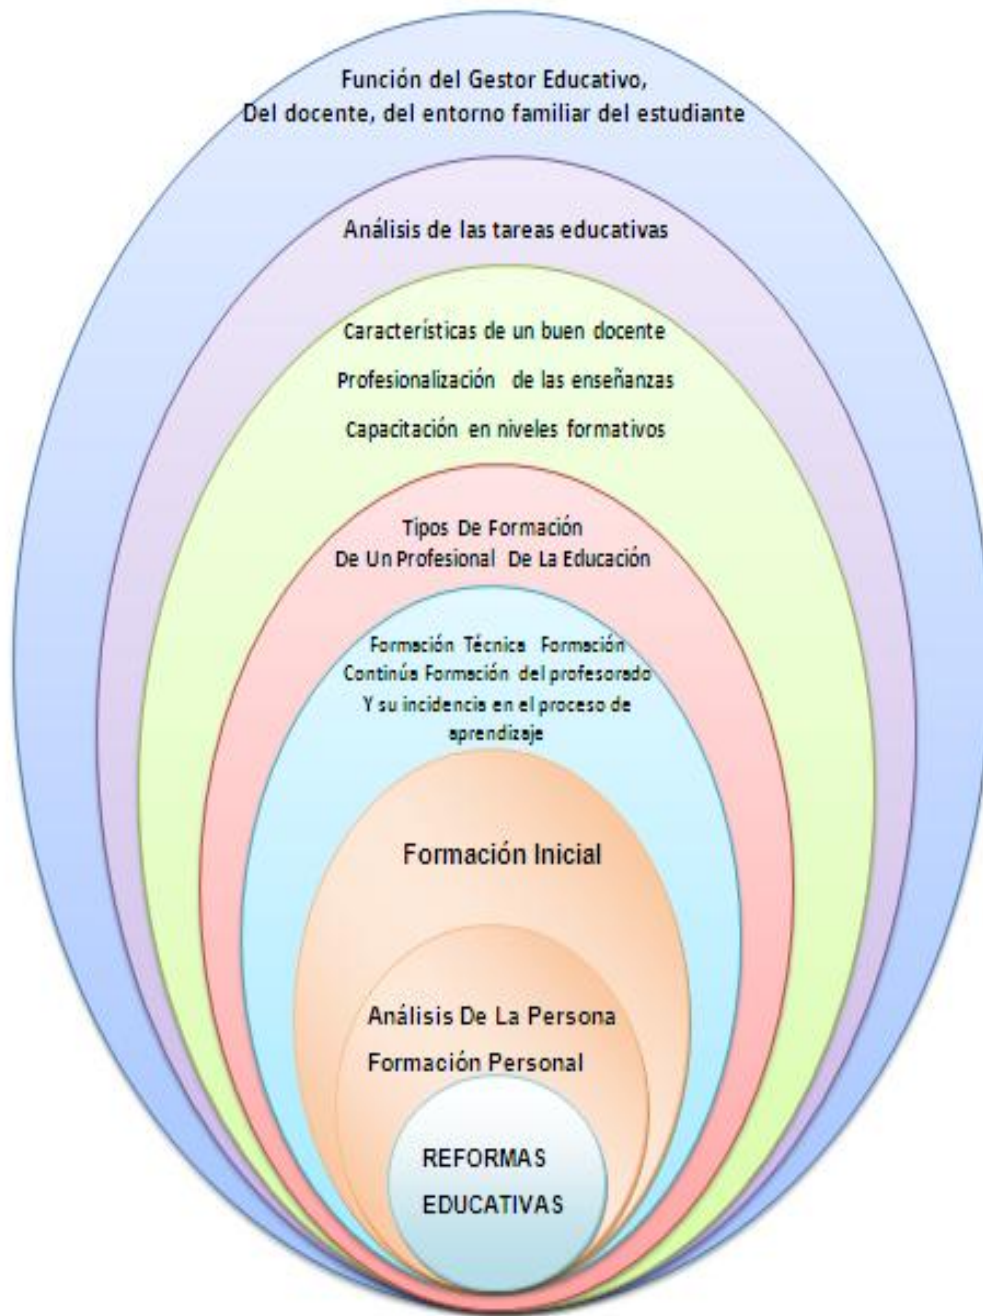 Función del Gestor Educativo,
Del docente, del entorno familiar del estudiante
Análisis de las tareas educativas
Características de un buen docente
Profesionalización de las enseñanzas
Capacitación en niveles formativos
Tipos De Formación
De Un Profesional De La Educación
Formación Técnica Formación
Continúa Formación del profesorado
Y su incidencia en el proceso de
aprendizaje
Formación Inicial
Análisis De La Persona
Formación Personal
REFORMAS
EDUCATIVAS